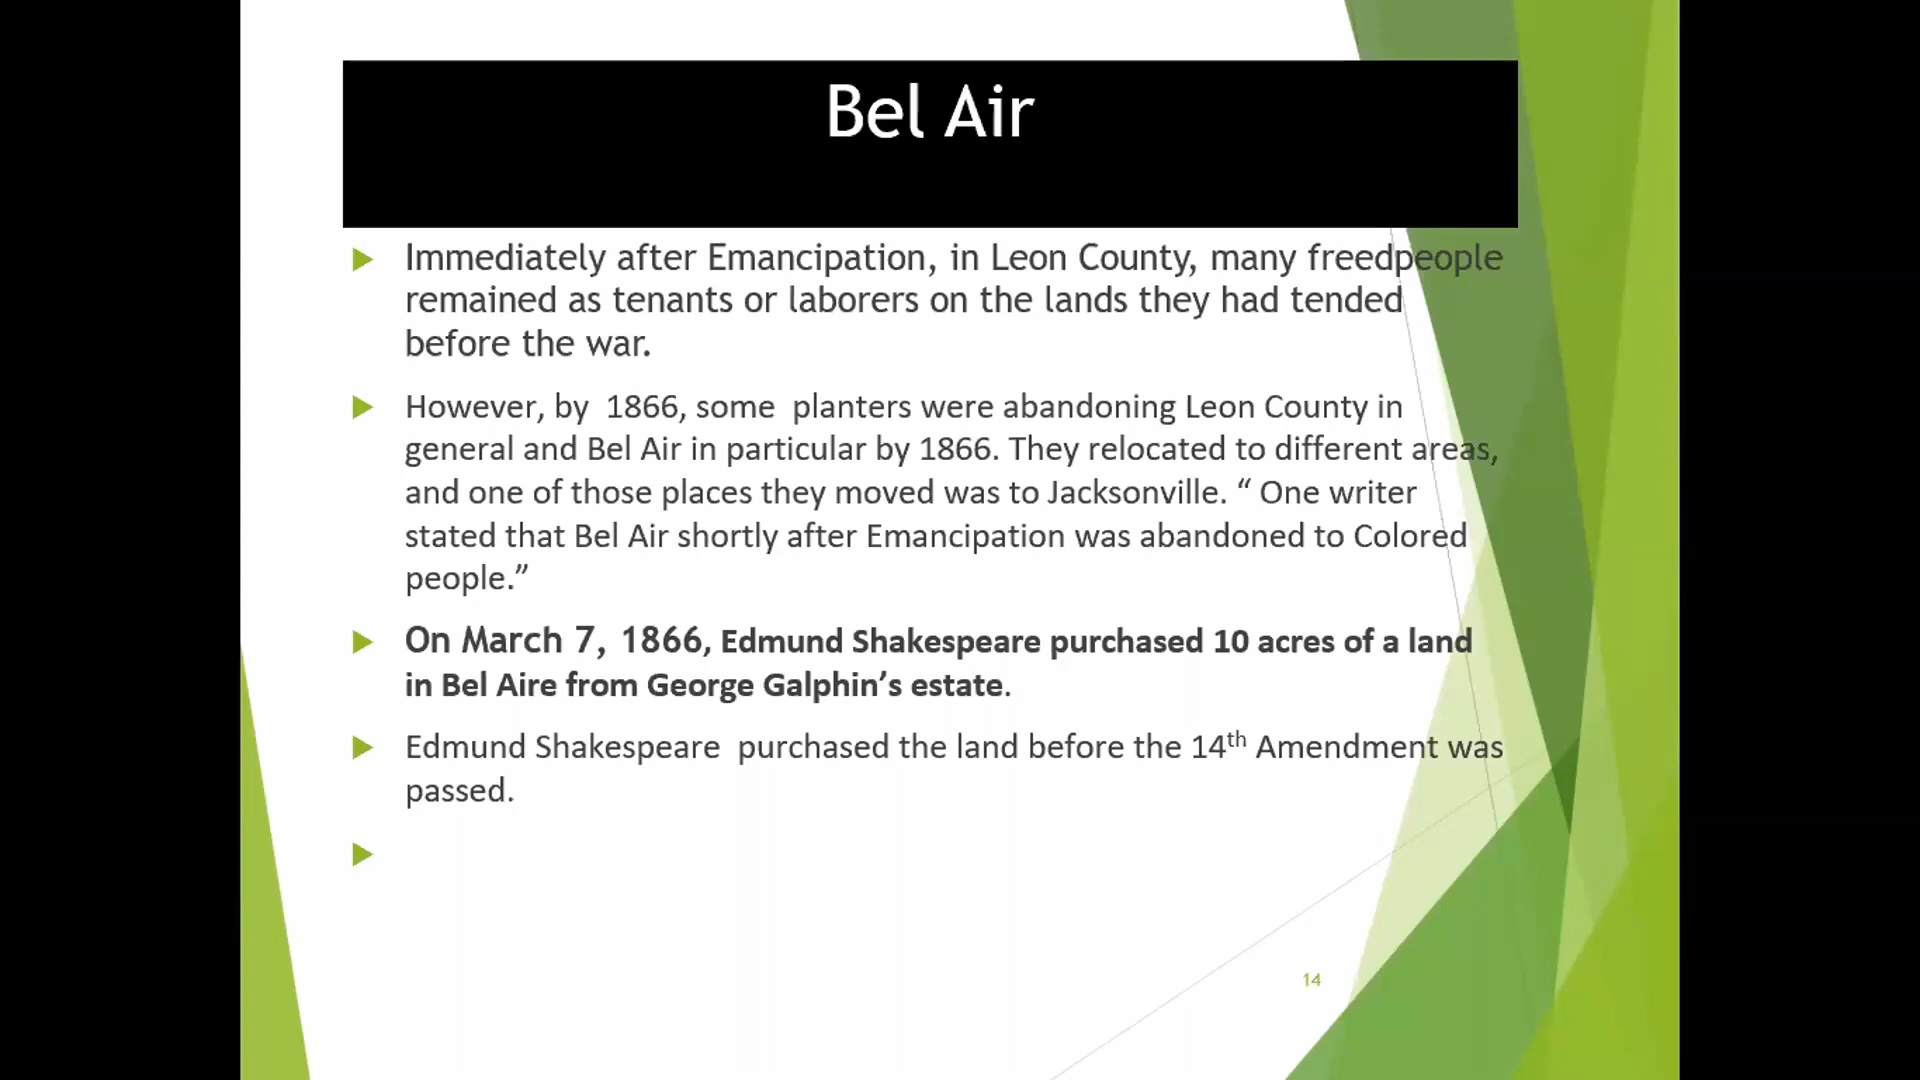 Bel Air
Immediately after Emancipation, in Leon County, many freedpeople
remained as tenants or laborers on the lands they had tended
before the war.
However, by  1866, some  planters were abandoning Leon County in
general and Bel Air in particular by 1866. They relocated to different areas,
and one of those places they moved was to Jacksonville. “ One writer
stated that Bel Air shortly after Emancipation was abandoned to Colored
people.”
On March 7, 1866, Edmund Shakespeare purchased 10 acres of a land
in Bel Aire from George Galphin’s estate.
Edmund Shakespeare  purchased the land before the 14th Amendment was
passed.
14